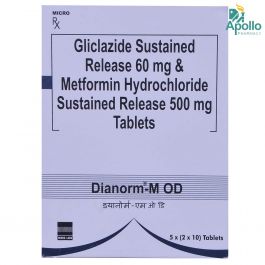 MICRO
Rx
Apollo
PHARMACY
Gliclazide Sustained
Release 60 mg &
Metformin Hydrochloride
Sustained Release 500 mg
Tablets
Dianorm®-M OD
डायानोर्म-एम ओ डि
5 x (2 x 10) Tablets